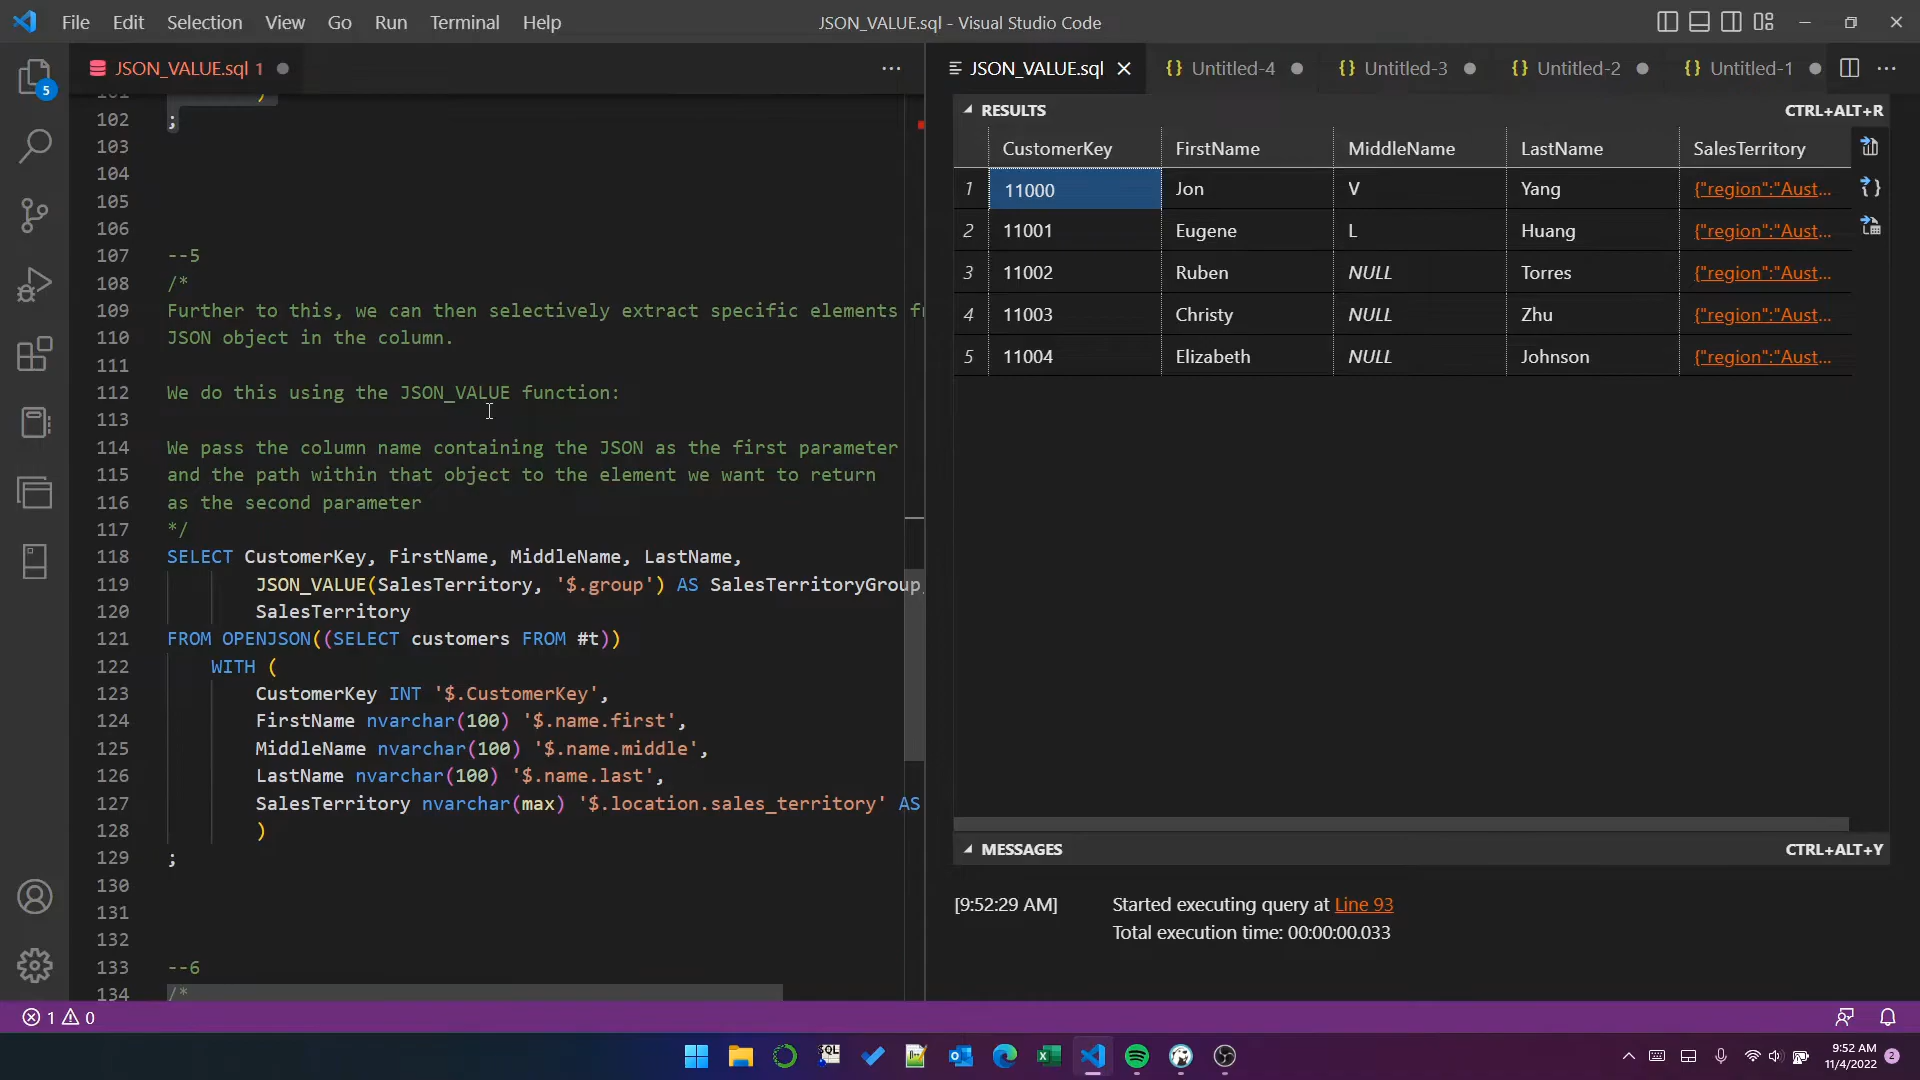 File Edit Selection View Go Run Terminal Help
JSON_VALUE.sql - Visual Studio Code
5
JSON_VALUE.sql 1
101 )
102 ;
103
104
105
106
107 --5
108 /*
109 Further to this, we can then selectively extract specific elements f
110 JSON object in the column.
111
112 We do this using the JSON_VALUE function:
113
114 We pass the column name containing the JSON as the first parameter
115 and the path within that object to the element we want to return
116 as the second parameter
117 */
118 SELECT CustomerKey, FirstName, MiddleName, LastName,
119 JSON_VALUE(SalesTerritory, '$.group') AS SalesTerritoryGroup,
120 SalesTerritory
121 FROM OPENJSON((SELECT customers FROM #t))
122 WITH (
123 CustomerKey INT '$.CustomerKey',
124 FirstName nvarchar(100) '$.name.first',
125 MiddleName nvarchar(100) '$.name.middle',
126 LastName nvarchar(100) '$.name.last',
127 SalesTerritory nvarchar(max) '$.location.sales_territory' AS
128 )
129 ;
130
131
132
133 --6
134 /*
JSON_VALUE.sql Untitled-4 Untitled-3 Untitled-2 Untitled-1
RESULTS CTRL+ALT+R
CustomerKey FirstName MiddleName LastName SalesTerritory
1 11000 Jon V Yang {"region":"Aust...
2 11001 Eugene L Huang {"region":"Aust...
3 11002 Ruben NULL Torres {"region":"Aust...
4 11003 Christy NULL Zhu {"region":"Aust...
5 11004 Elizabeth NULL Johnson {"region":"Aust...
MESSAGES CTRL+ALT+Y
[9:52:29 AM] Started executing query at Line 93
Total execution time: 00:00:00.033
1 0
SQL
9:52 AM
11/4/2022
2